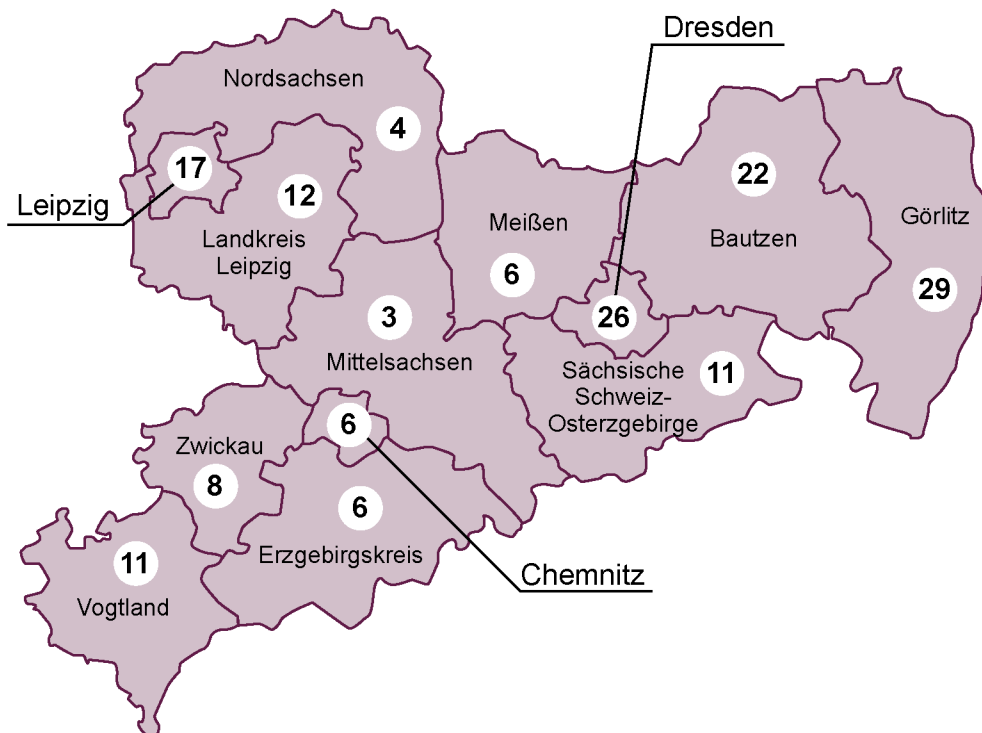 Dresden
Nordsachsen
4
17
22
12
Leipzig
Meißen
Görlitz
Landkreis
Leipzig
Bautzen
6
29
3
26
Mittelsachsen
Sächsische
Schweiz-
Osterzgebirge
11
6
Zwickau
8
6
Erzgebirgskreis
11
Chemnitz
Vogtland